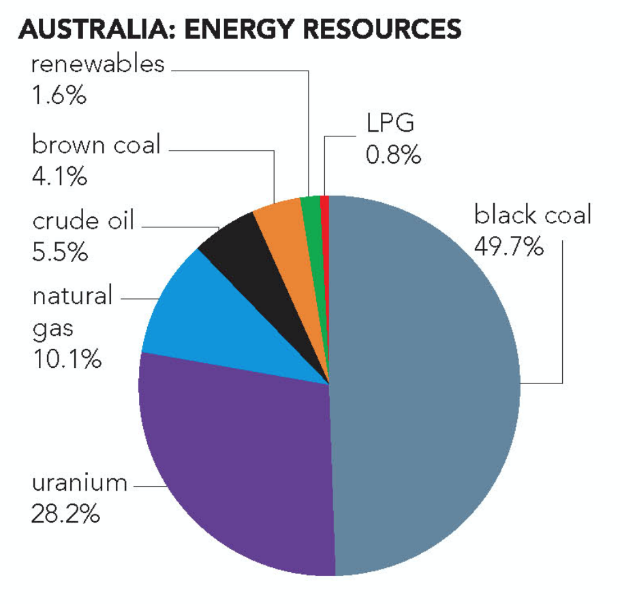 AUSTRALIA: ENERGY RESOURCES
renewables
1.6%
brown coal
4.1%
crude oil
5.5%
natural
gas
10.1%
uranium
28.2%
LPG
0.8%
black coal
49.7%